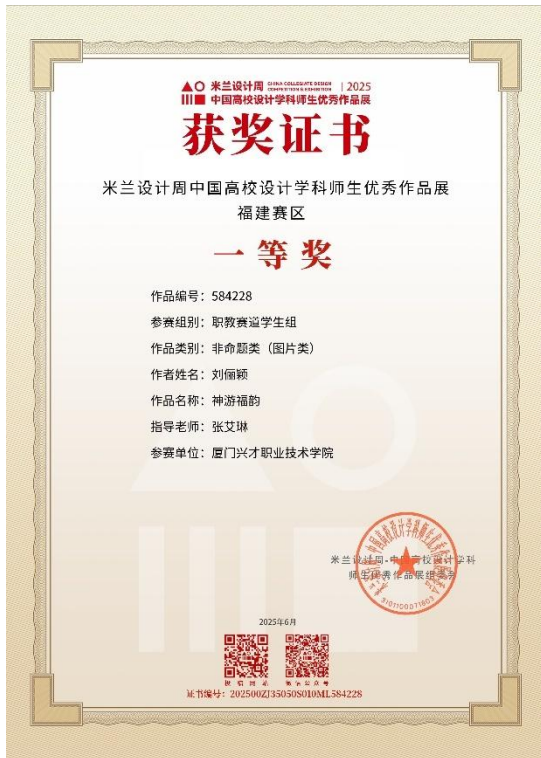 米兰设计周 CHINA COLLEGIATE DESIGN COMPETITION & EXHIBITION | 2025
中国高校设计学科师生优秀作品展
获奖证书
米兰设计周中国高校设计学科师生优秀作品展
福建赛区
一等奖
作品编号：584228
参赛组别：职教赛道学生组
作品类别：非命题类（图片类）
作者姓名：刘俪颖
作品名称：神游福韵
指导老师：张艾琳
参赛单位：厦门兴才职业技术学院
米兰设计周-中国高校设计学科
师生优秀作品展组委会
3101100071603
2025年6月
微信公众号
证书编号：202500ZJ35050S010ML584228